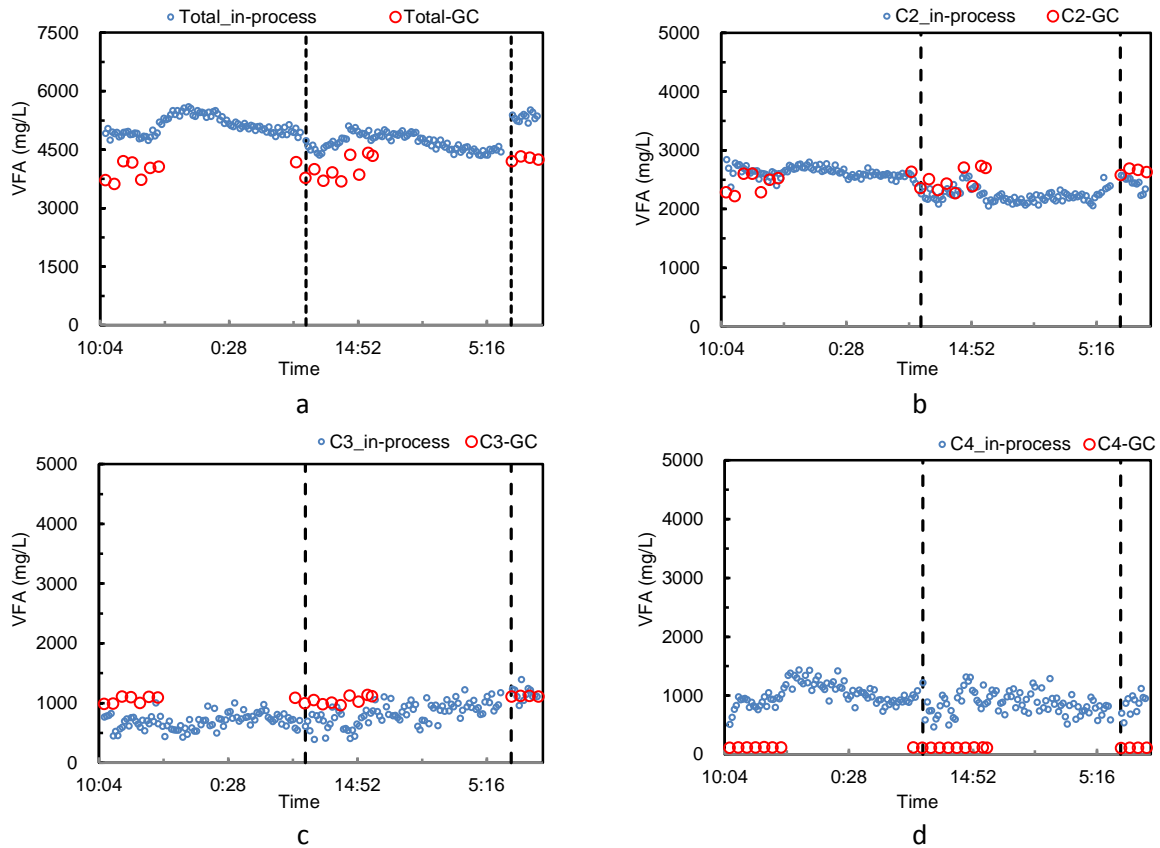 Total_in-process Total-GC
7500
6000
4500
3000
1500
0
VFA (mg/L)
10:04 0:28 14:52 5:16
Time
a
C2_in-process C2-GC
5000
4000
3000
2000
1000
0
VFA (mg/L)
10:04 0:28 14:52 5:16
Time
b
C3_in-process C3-GC
5000
4000
3000
2000
1000
0
VFA (mg/L)
10:04 0:28 14:52 5:16
Time
c
C4_in-process C4-GC
5000
4000
3000
2000
1000
0
VFA (mg/L)
10:04 0:28 14:52 5:16
Time
d